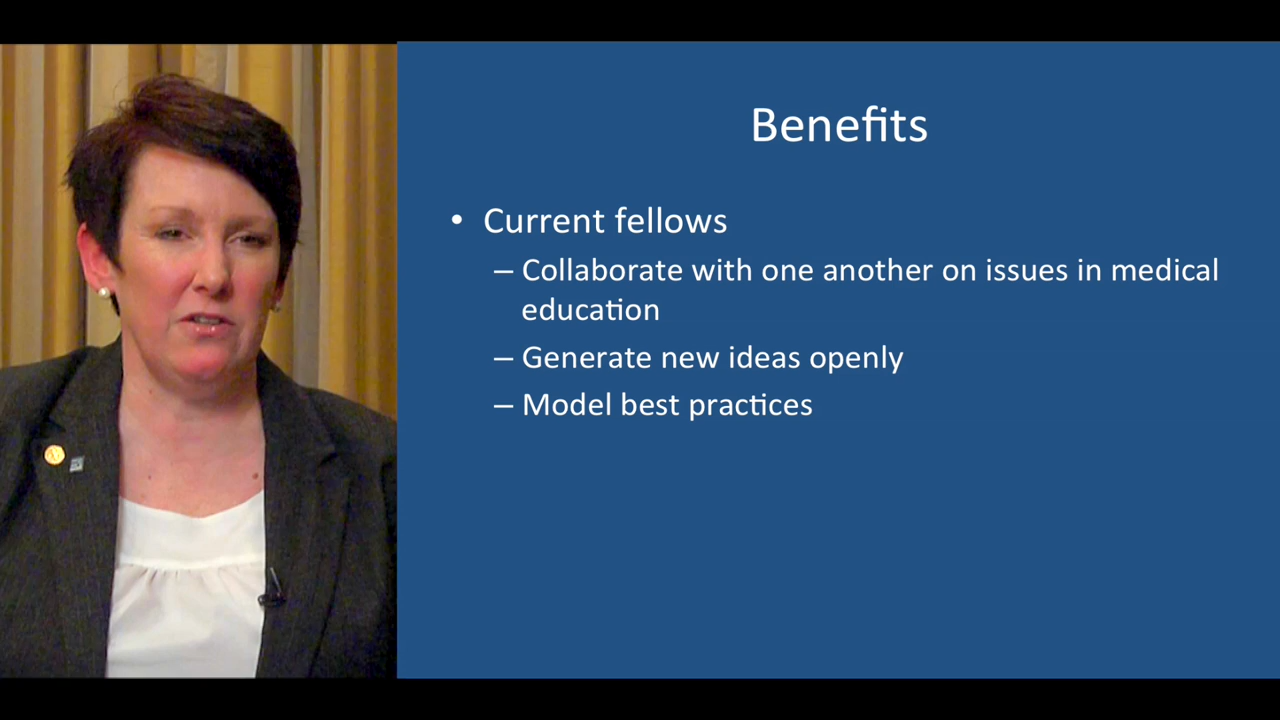 Benefits
• Current fellows
– Collaborate with one another on issues in medical
education
– Generate new ideas openly
– Model best practices